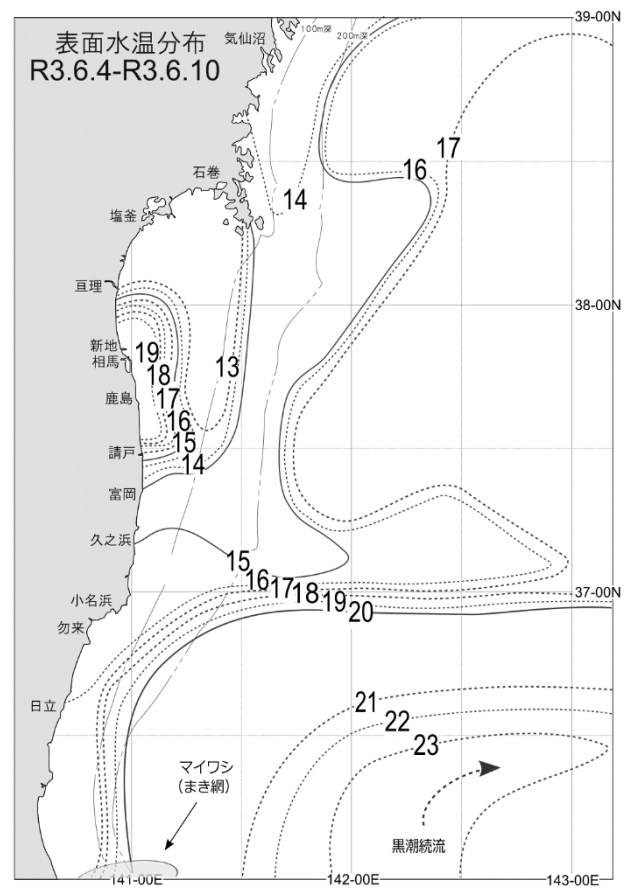 39-00N
表面水温分布
R3.6.4-R3.6.10
気仙沼
100m深
200m深
17
16
石巻
14
塩釜
亘理
38-00N
新地
19
相馬
18
13
鹿島
17
16
15
請戸
14
富岡
久之浜
15
16
17
18
19
20
37-00N
小名浜
勿来
日立
21
22
23
マイワシ
(まき網)
黒潮続流
141-00E
142-00E
143-00E